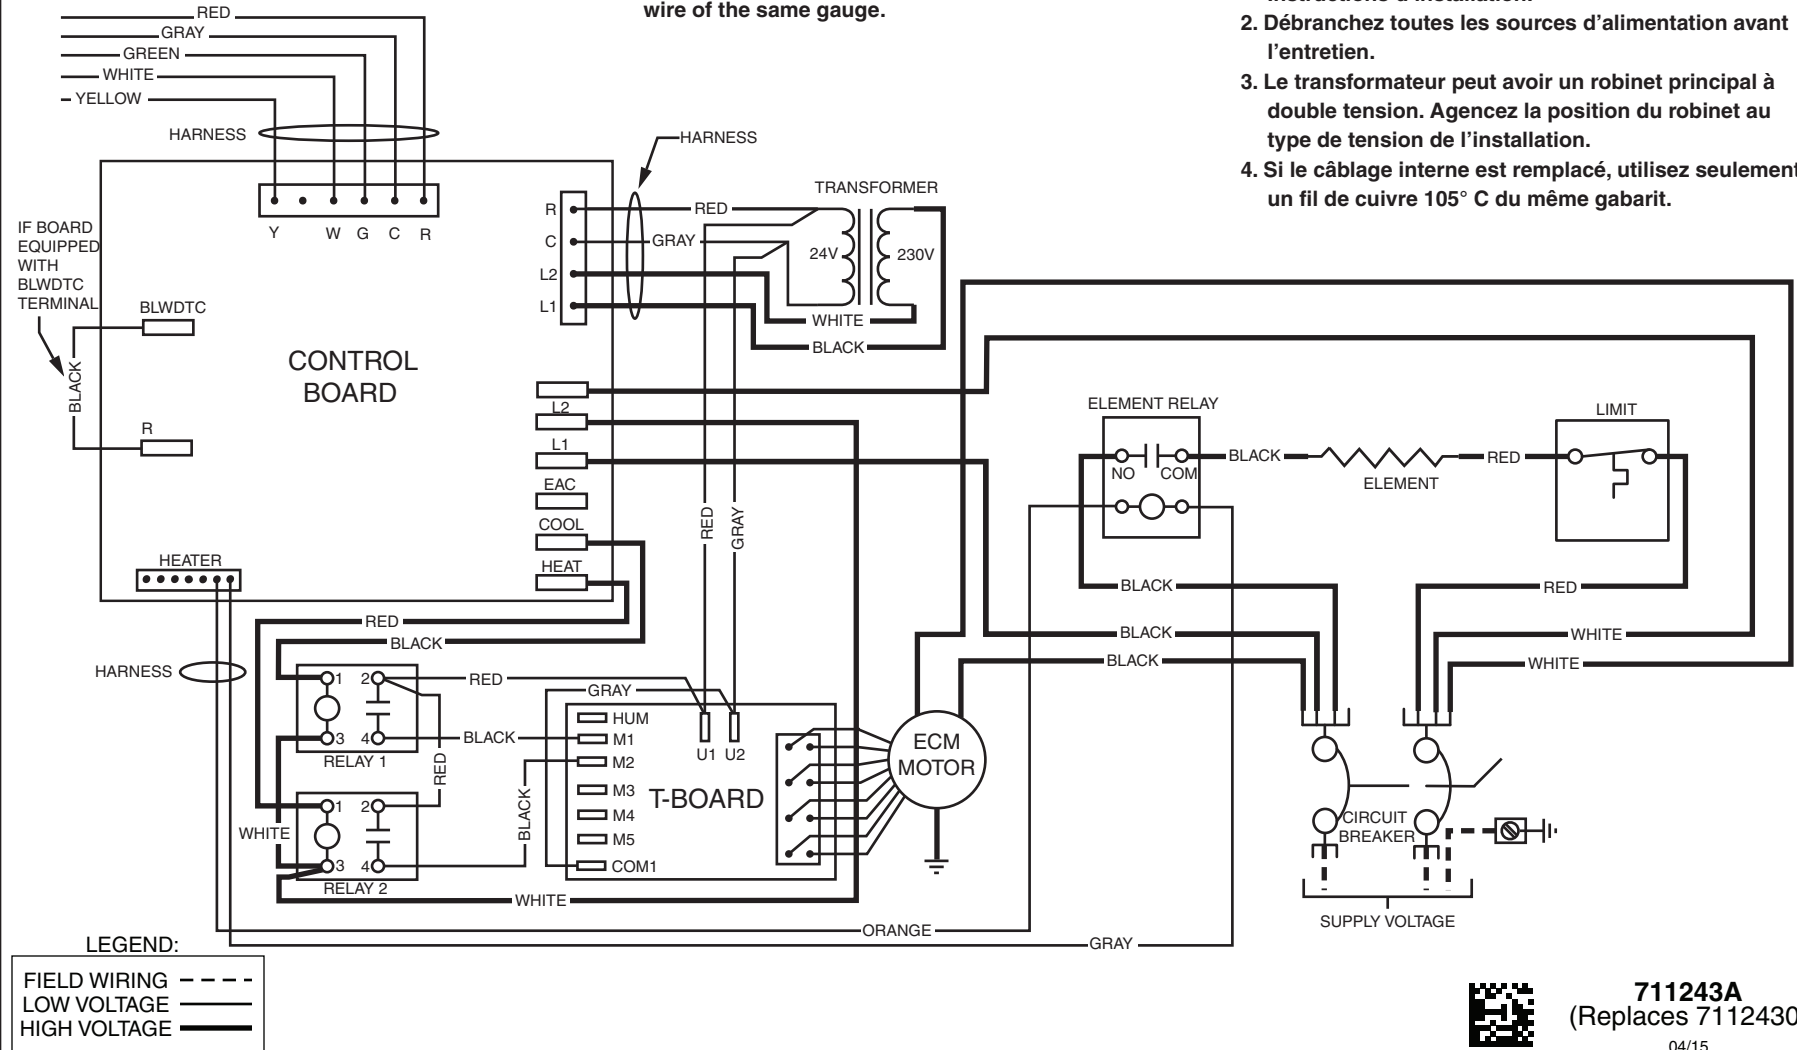 wire of the same gauge.
2. Débranchez toutes les sources d'alimentation avant
l'entretien.
3. Le transformateur peut avoir un robinet principal à
double tension. Agencez la position du robinet au
type de tension de l'installation.
4. Si le câblage interne est remplacé, utilisez seulement
un fil de cuivre 105° C du même gabarit.
RED
GRAY
GREEN
WHITE
YELLOW
HARNESS
Y W G C R
IF BOARD
EQUIPPED
WITH
BLWDTC
TERMINAL
BLACK
BLWDTC
R
CONTROL
BOARD
HEATER
HARNESS
R
C
L2
L1
RED
GRAY
TRANSFORMER
24V
230V
WHITE
BLACK
L2
L1
EAC
COOL
HEAT
RED
GRAY
RED
BLACK
HARNESS
1 2
3 4
RELAY 1
RED
BLACK
RED
WHITE
1 2
3 4
RELAY 2
BLACK
GRAY
HUM
M1
M2
M3
M4
M5
COM1
U1 U2
T-BOARD
ECM
MOTOR
WHITE
ORANGE
GRAY
ELEMENT RELAY
NO COM
BLACK
ELEMENT
RED
LIMIT
BLACK
RED
BLACK
WHITE
BLACK
WHITE
CIRCUIT
BREAKER
SUPPLY VOLTAGE
LEGEND:
FIELD WIRING
LOW VOLTAGE
HIGH VOLTAGE
711243A
(Replaces 7112430
04/15